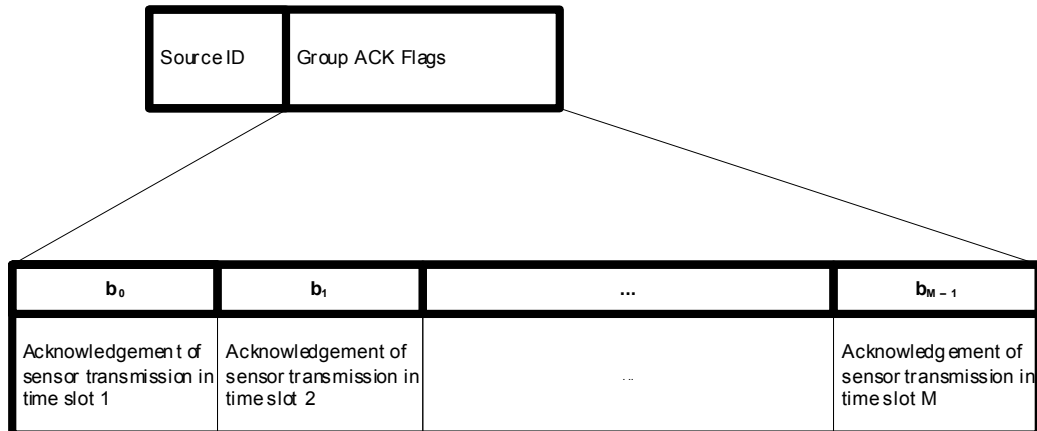 Source ID
Group ACK Flags
b₀
b₁
...
b_{M – 1}
Acknowledgement of
sensor transmission in
time slot 1
Acknowledgement of
sensor transmission in
time slot 2
...
Acknowledgement of
sensor transmission in
time slot M